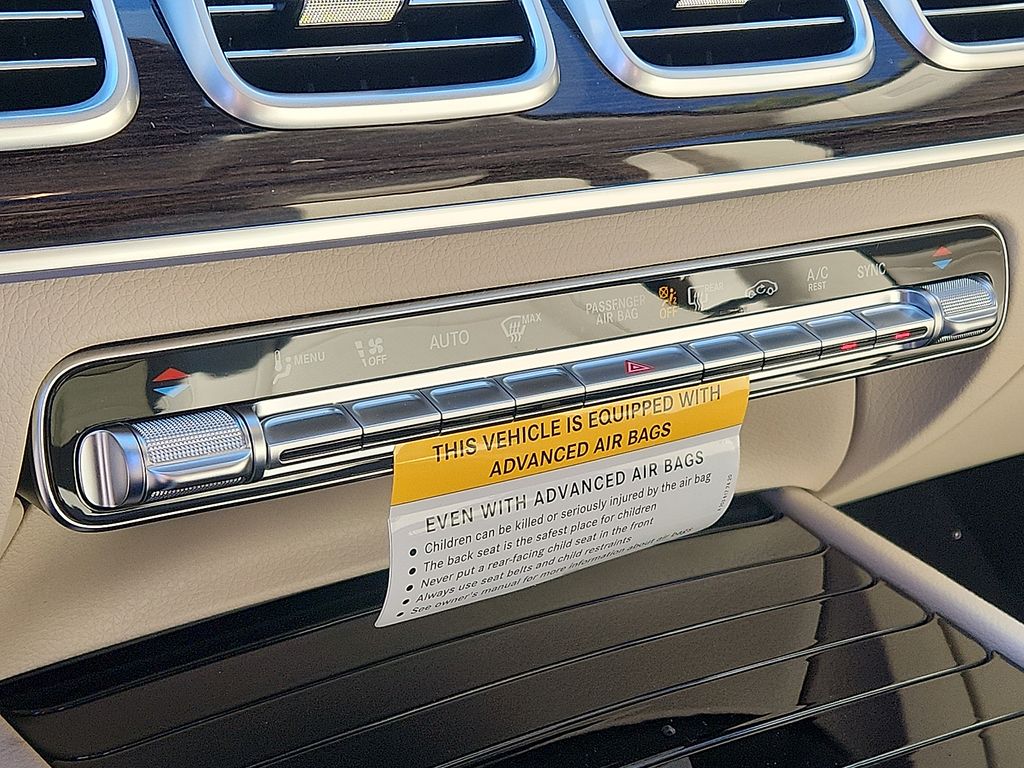 MENU
OFF
AUTO
MAX
PASSENGER
AIR BAG
OFF
REAR
A/C
REST
SYNC
THIS VEHICLE IS EQUIPPED WITH
ADVANCED AIR BAGS
EVEN WITH ADVANCED AIR BAGS
• Children can be killed or seriously injured by the air bag
• The back seat is the safest place for children
• Never put a rear-facing child seat in the front
• Always use seat belts and child restraints
• See owner's manual for more information about air bags